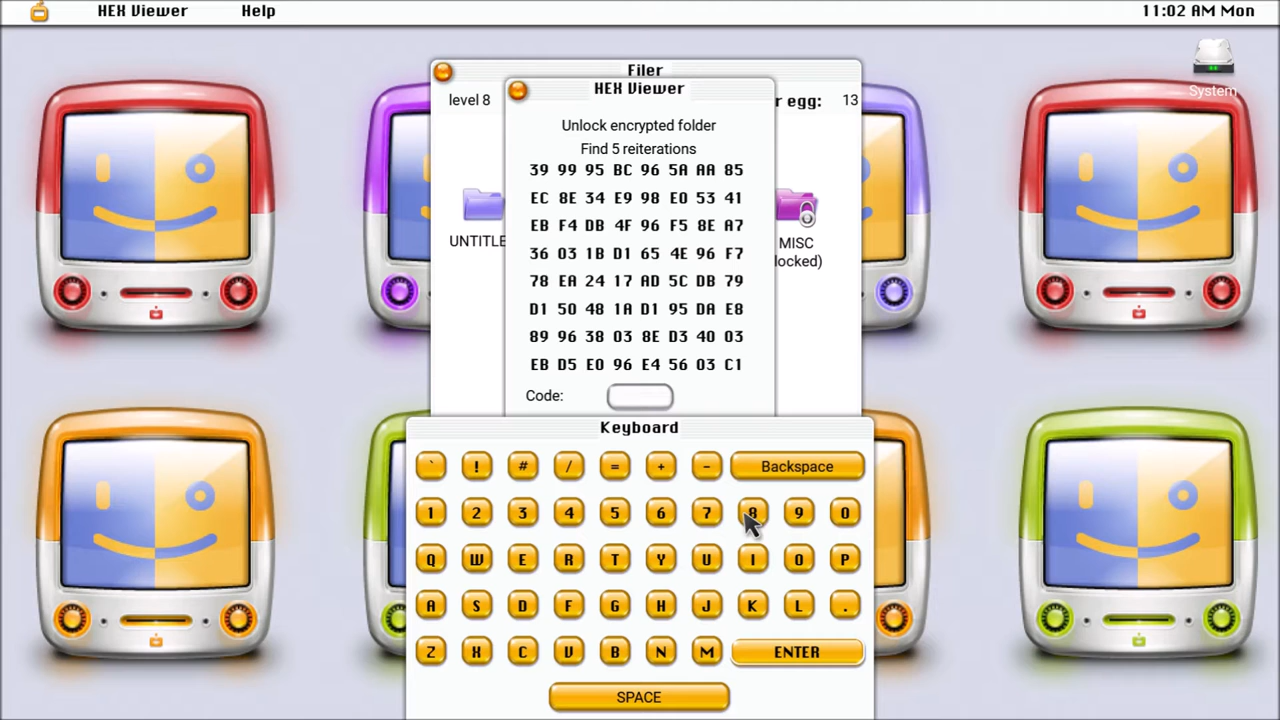 HEX Viewer Help 11:02 AM Mon
System
Filer
level 8 r egg: 13
UNTITLE
MISC
locked)
HEX Viewer
Unlock encrypted folder
Find 5 reiterations
39 99 95 BC 96 5A AA 85
EC 8E 34 E9 98 E0 53 41
EB F4 DB 4F 96 F5 8E A7
36 03 1B D1 65 4E 96 F7
78 EA 24 17 AD 5C DB 79
D1 50 48 1A D1 95 DA E8
89 96 38 03 8E D3 40 03
EB D5 E0 96 E4 56 03 C1
Code:
Keyboard
` ! # / = + - Backspace
1 2 3 4 5 6 7 8 9 0
Q W E R T Y U I O P
A S D F G H J K L .
Z X C V B N M ENTER
SPACE